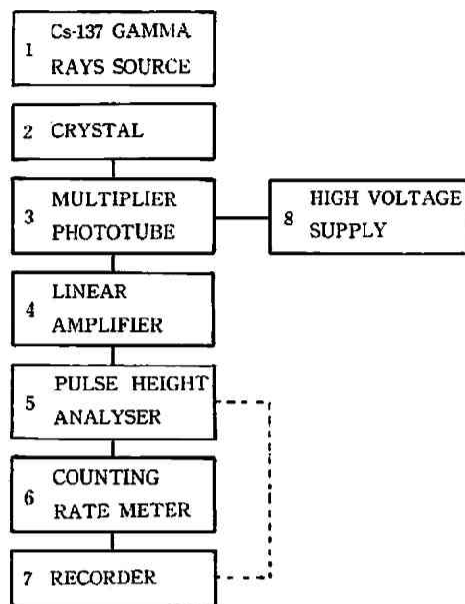 1 Cs-137 GAMMA
RAYS SOURCE
2 CRYSTAL
3 MULTIPLIER
PHOTOTUBE
8 HIGH VOLTAGE
SUPPLY
4 LINEAR
AMPLIFIER
5 PULSE HEIGHT
ANALYSER
6 COUNTING
RATE METER
7 RECORDER